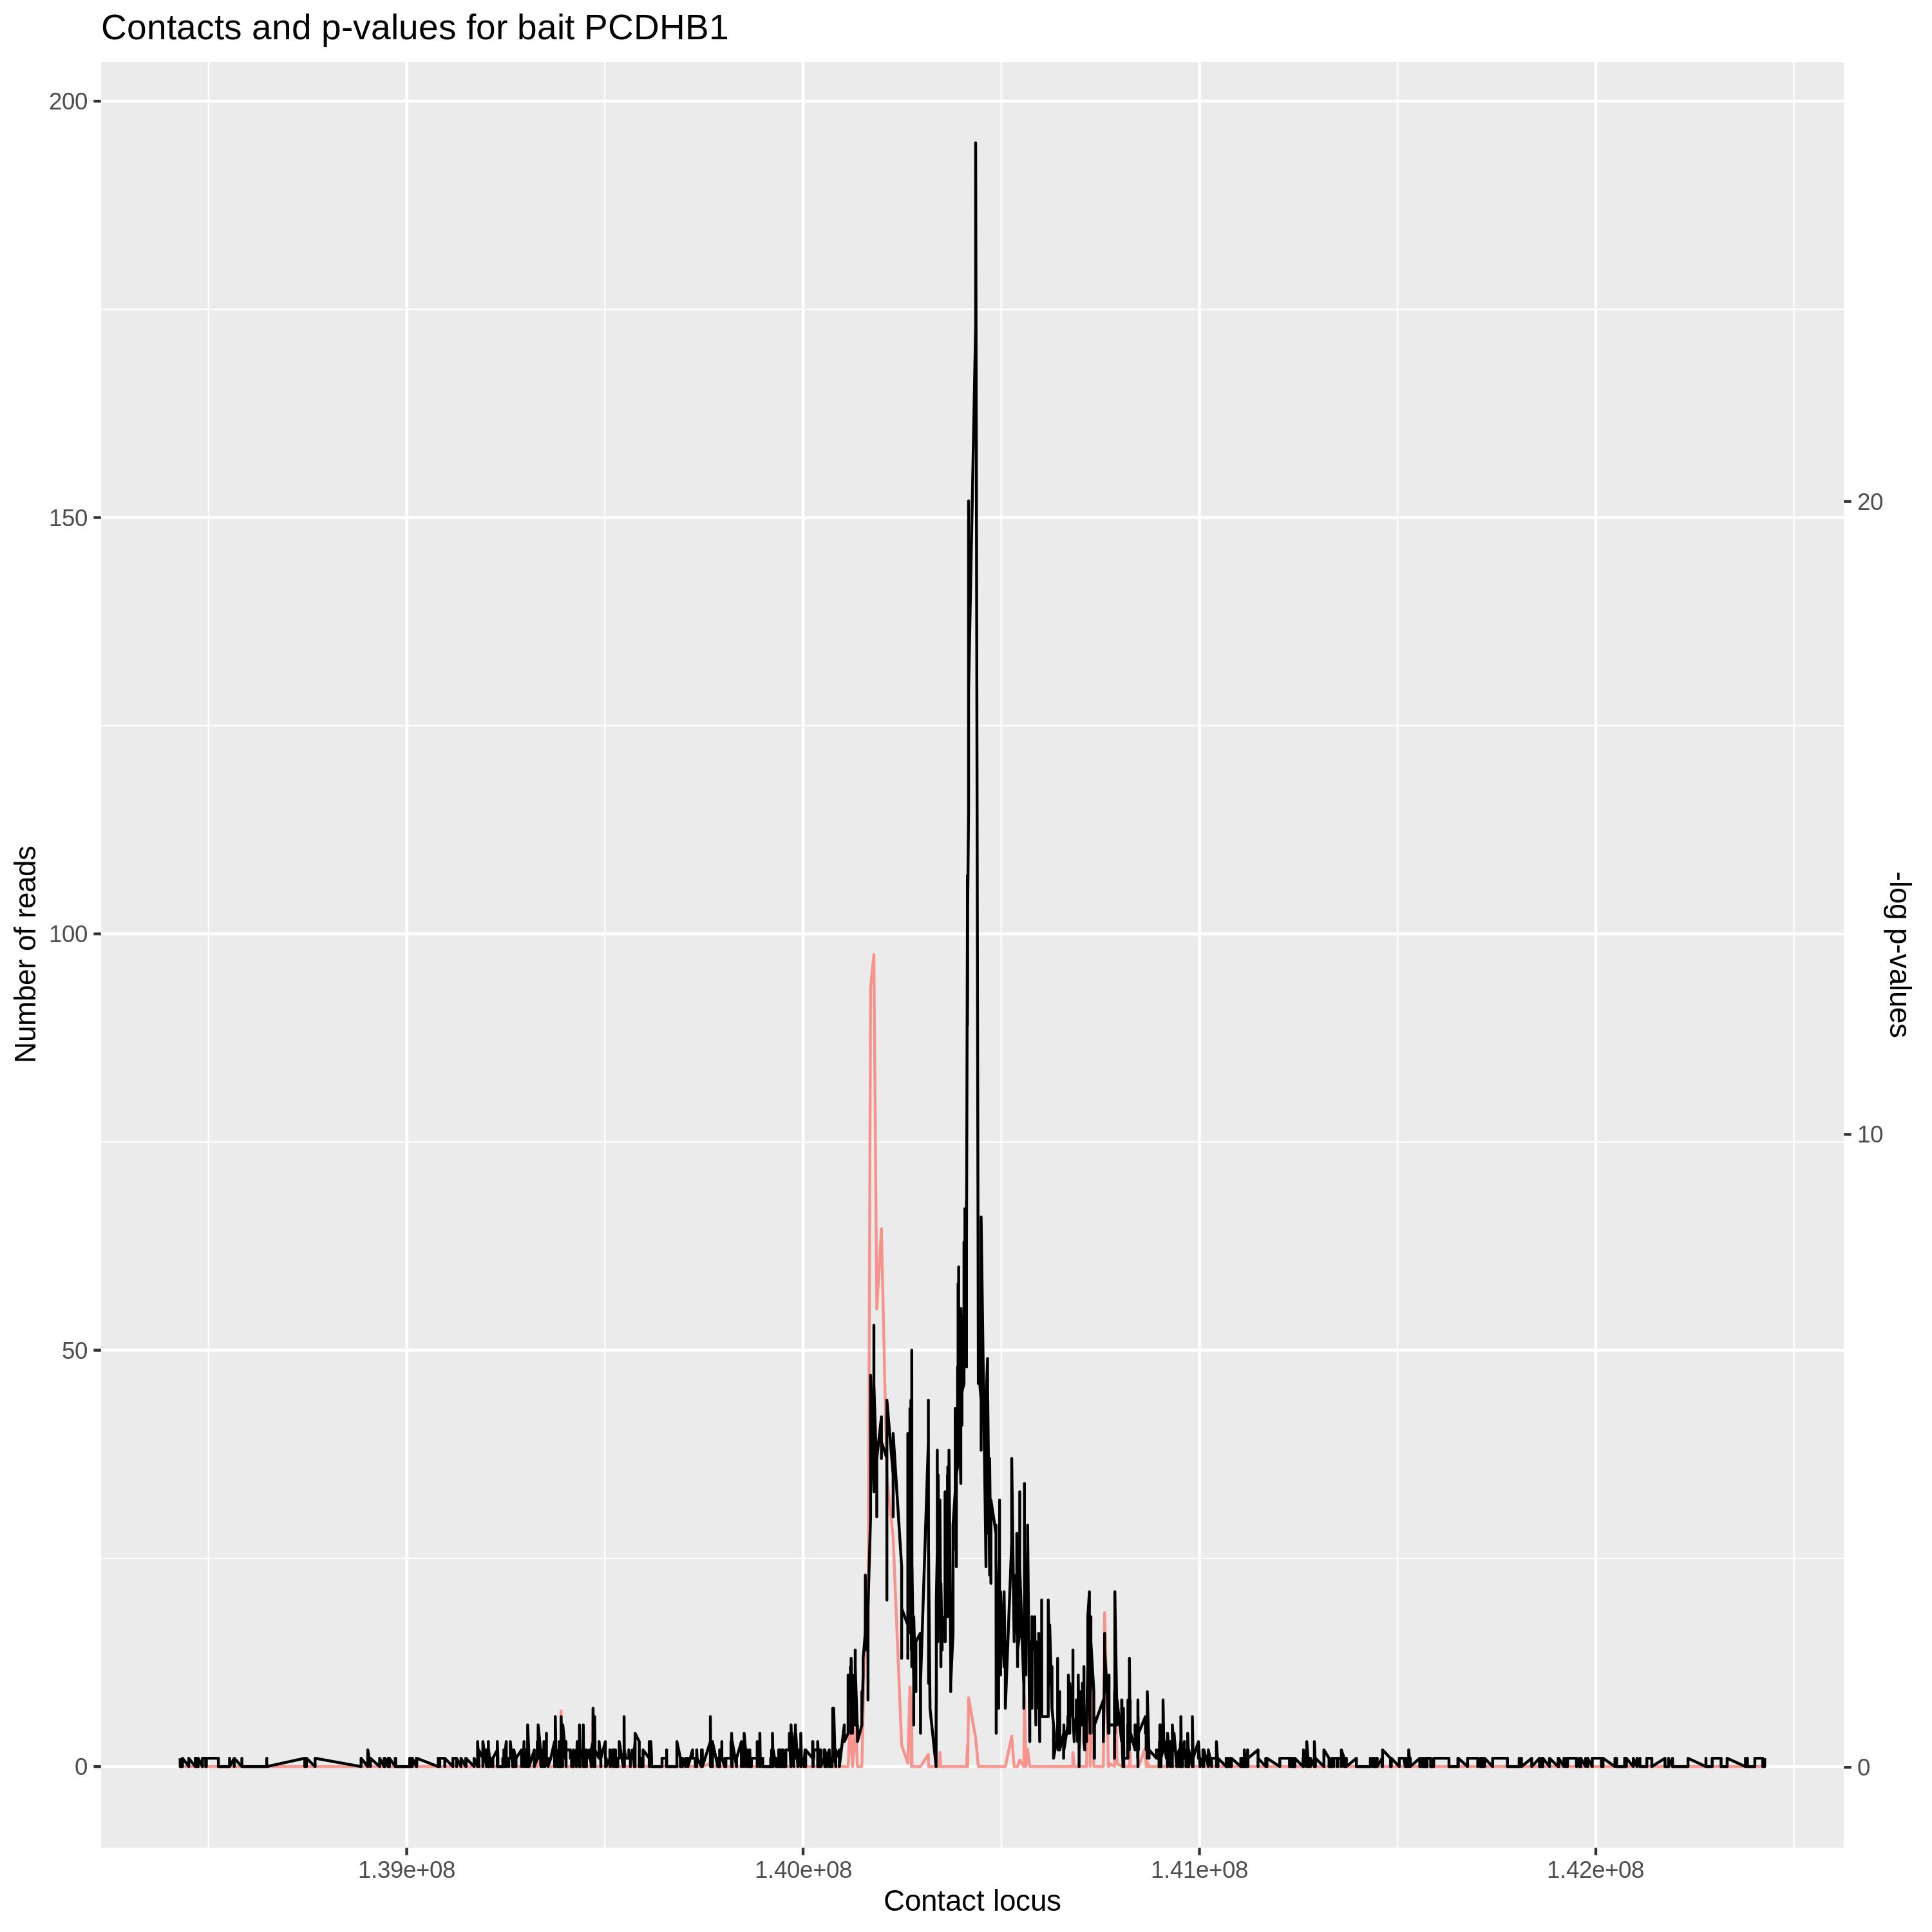 Contacts and p-values for bait PCDHB1
200
150
100
50
0
Number of reads
20
10
0
-log p-values
1.39e+08
1.40e+08
1.41e+08
1.42e+08
Contact locus